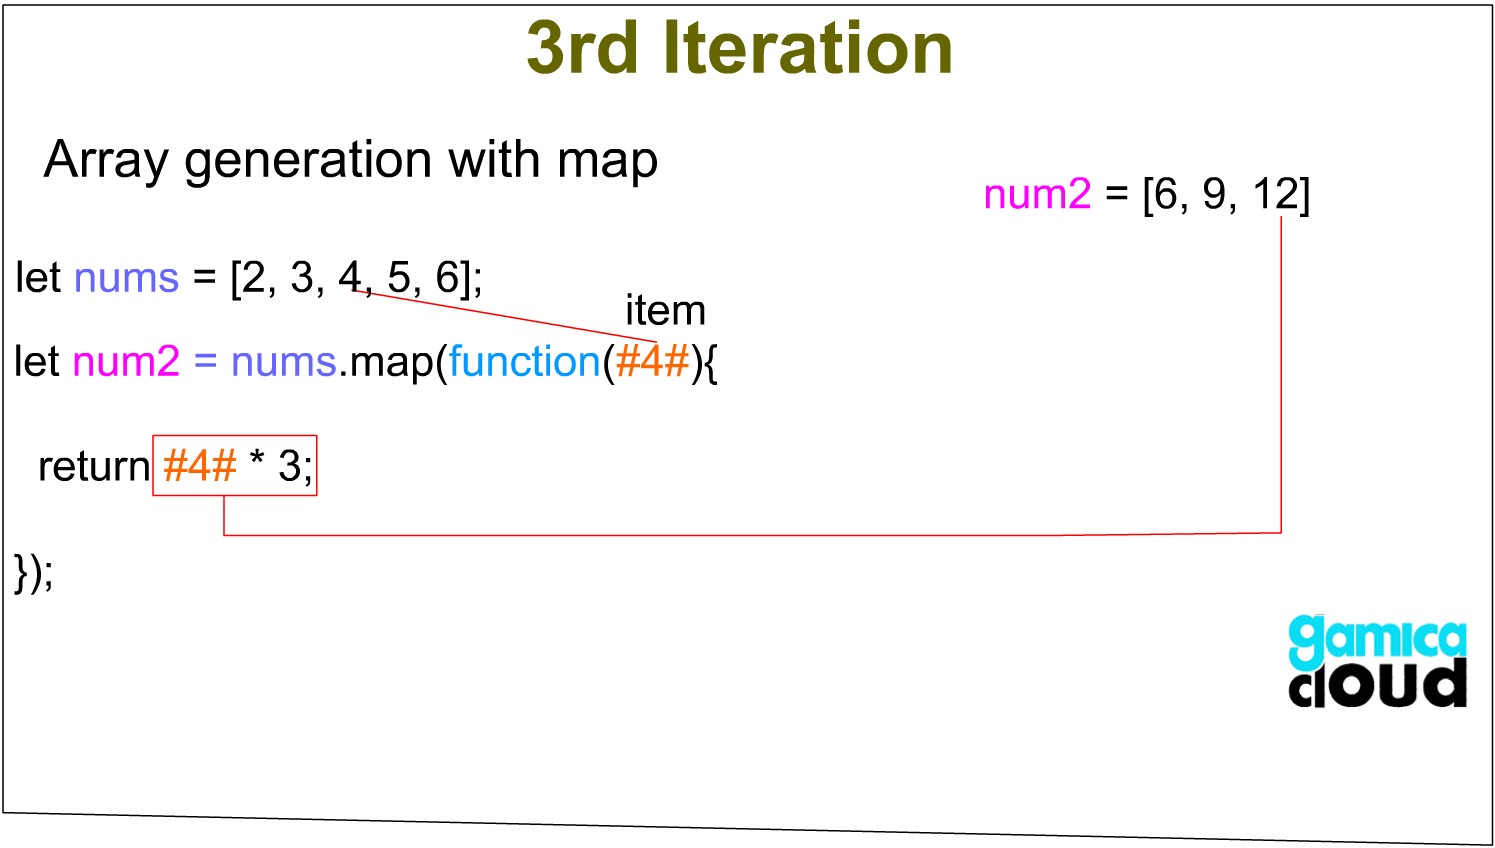 3rd Iteration
Array generation with map
num2 = [6, 9, 12]
let nums = [2, 3, 4, 5, 6];
item
let num2 = nums.map(function(#4#){
return #4# * 3;
});
gamica
cloud